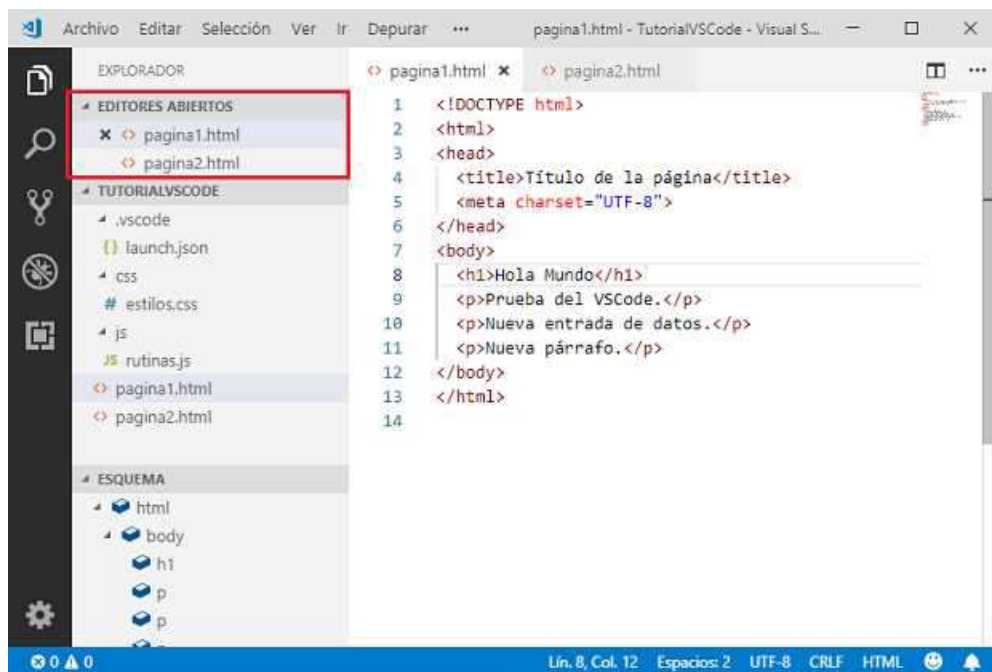 Archivo Editar Selección Ver Ir Depurar ··· pagina1.html - TutorialVSCode - Visual S...
EXPLORADOR
EDITORES ABIERTOS
pagina1.html
pagina2.html
TUTORIALVSCODE
.vscode
{} launch.json
css
# estilos.css
js
JS rutinas.js
pagina1.html
pagina2.html
ESQUEMA
html
body
h1
p
p
pagina1.html pagina2.html
1 <!DOCTYPE html>
2 <html>
3 <head>
4 <title>Título de la página</title>
5 <meta charset="UTF-8">
6 </head>
7 <body>
8 <h1>Hola Mundo</h1>
9 <p>Prueba del VSCode.</p>
10 <p>Nueva entrada de datos.</p>
11 <p>Nueva párrafo.</p>
12 </body>
13 </html>
14
0 0 Lín. 8, Col. 12 Espacios: 2 UTF-8 CRLF HTML